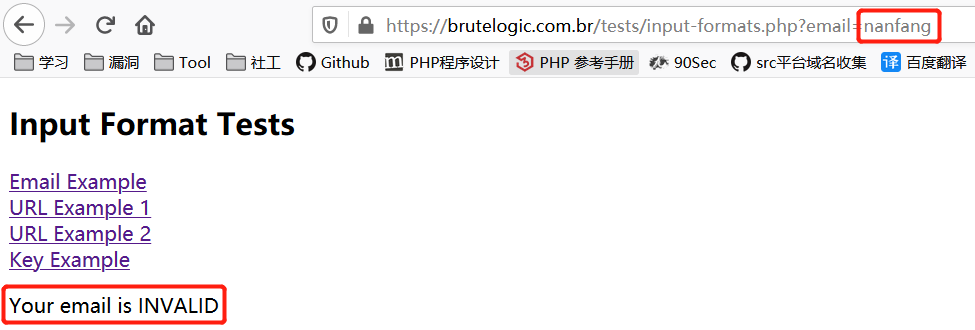 https://brutelogic.com.br/tests/input-formats.php?email=nanfang
学习 漏洞 Tool 社工 Github PHP程序设计 PHP 参考手册 90Sec src平台域名收集 译 百度翻译
Input Format Tests
Email Example
URL Example 1
URL Example 2
Key Example
Your email is INVALID